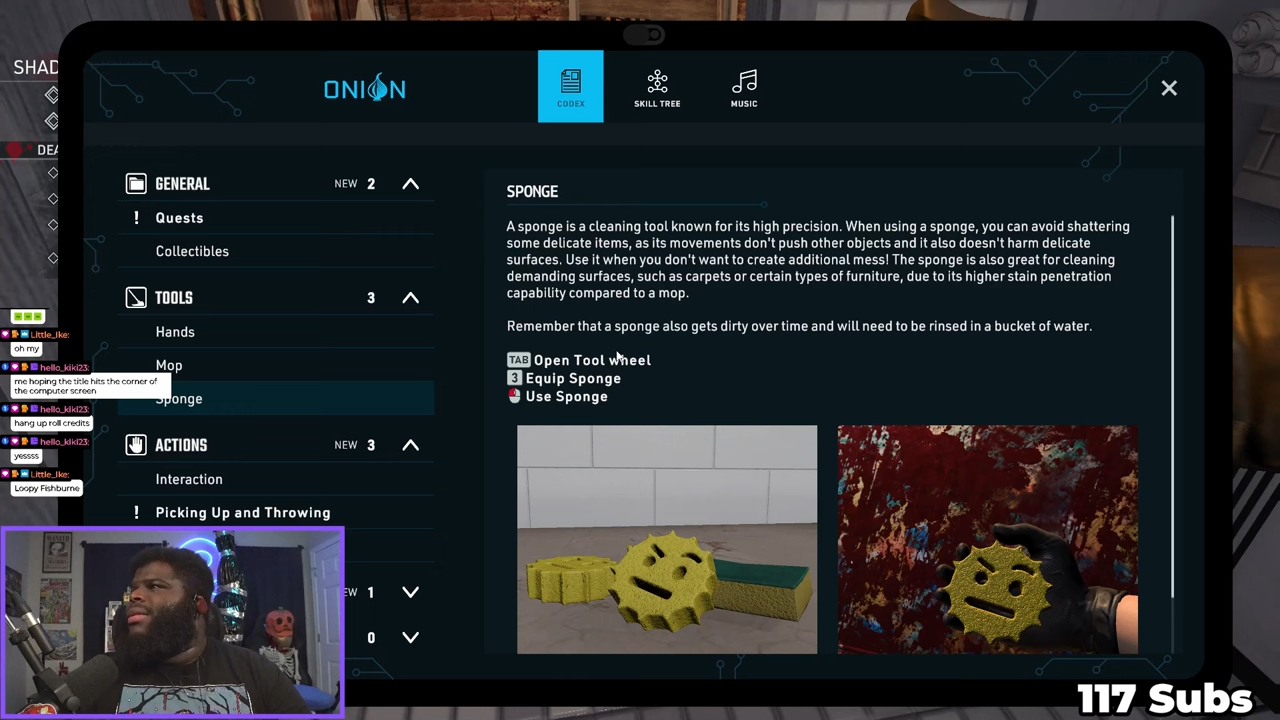 SHAD
DEA
ONION
CODEX
SKILL TREE
MUSIC
GENERAL NEW 2
! Quests
Collectibles
TOOLS 3
Hands
Mop
Sponge
ACTIONS NEW 3
Interaction
! Picking Up and Throwing
EW 1
0
SPONGE
A sponge is a cleaning tool known for its high precision. When using a sponge, you can avoid shattering
some delicate items, as its movements don't push other objects and it also doesn't harm delicate
surfaces. Use it when you don't want to create additional mess! The sponge is also great for cleaning
demanding surfaces, such as carpets or certain types of furniture, due to its higher stain penetration
capability compared to a mop.
Remember that a sponge also gets dirty over time and will need to be rinsed in a bucket of water.
TAB Open Tool wheel
3 Equip Sponge
Use Sponge
Little_Ike:
oh my
hello_kiki23:
me hoping the title hits the corner of
the computer screen
hello_kiki23:
hang up roll credits
hello_kiki23:
yessss
Little_Ike:
Loopy Fishburne
117 Subs